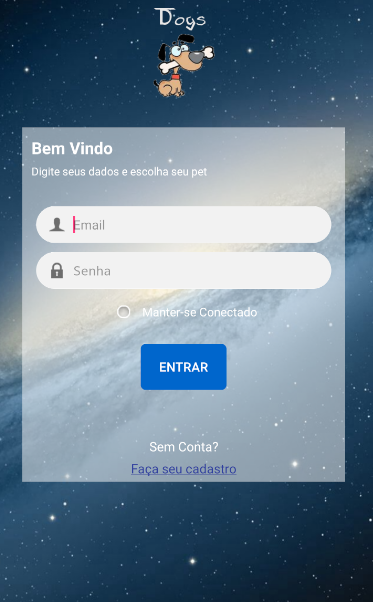 Dogs
Bem Vindo
Digite seus dados e escolha seu pet
Email
Senha
Manter-se Conectado
ENTRAR
Sem Conta?
Faça seu cadastro